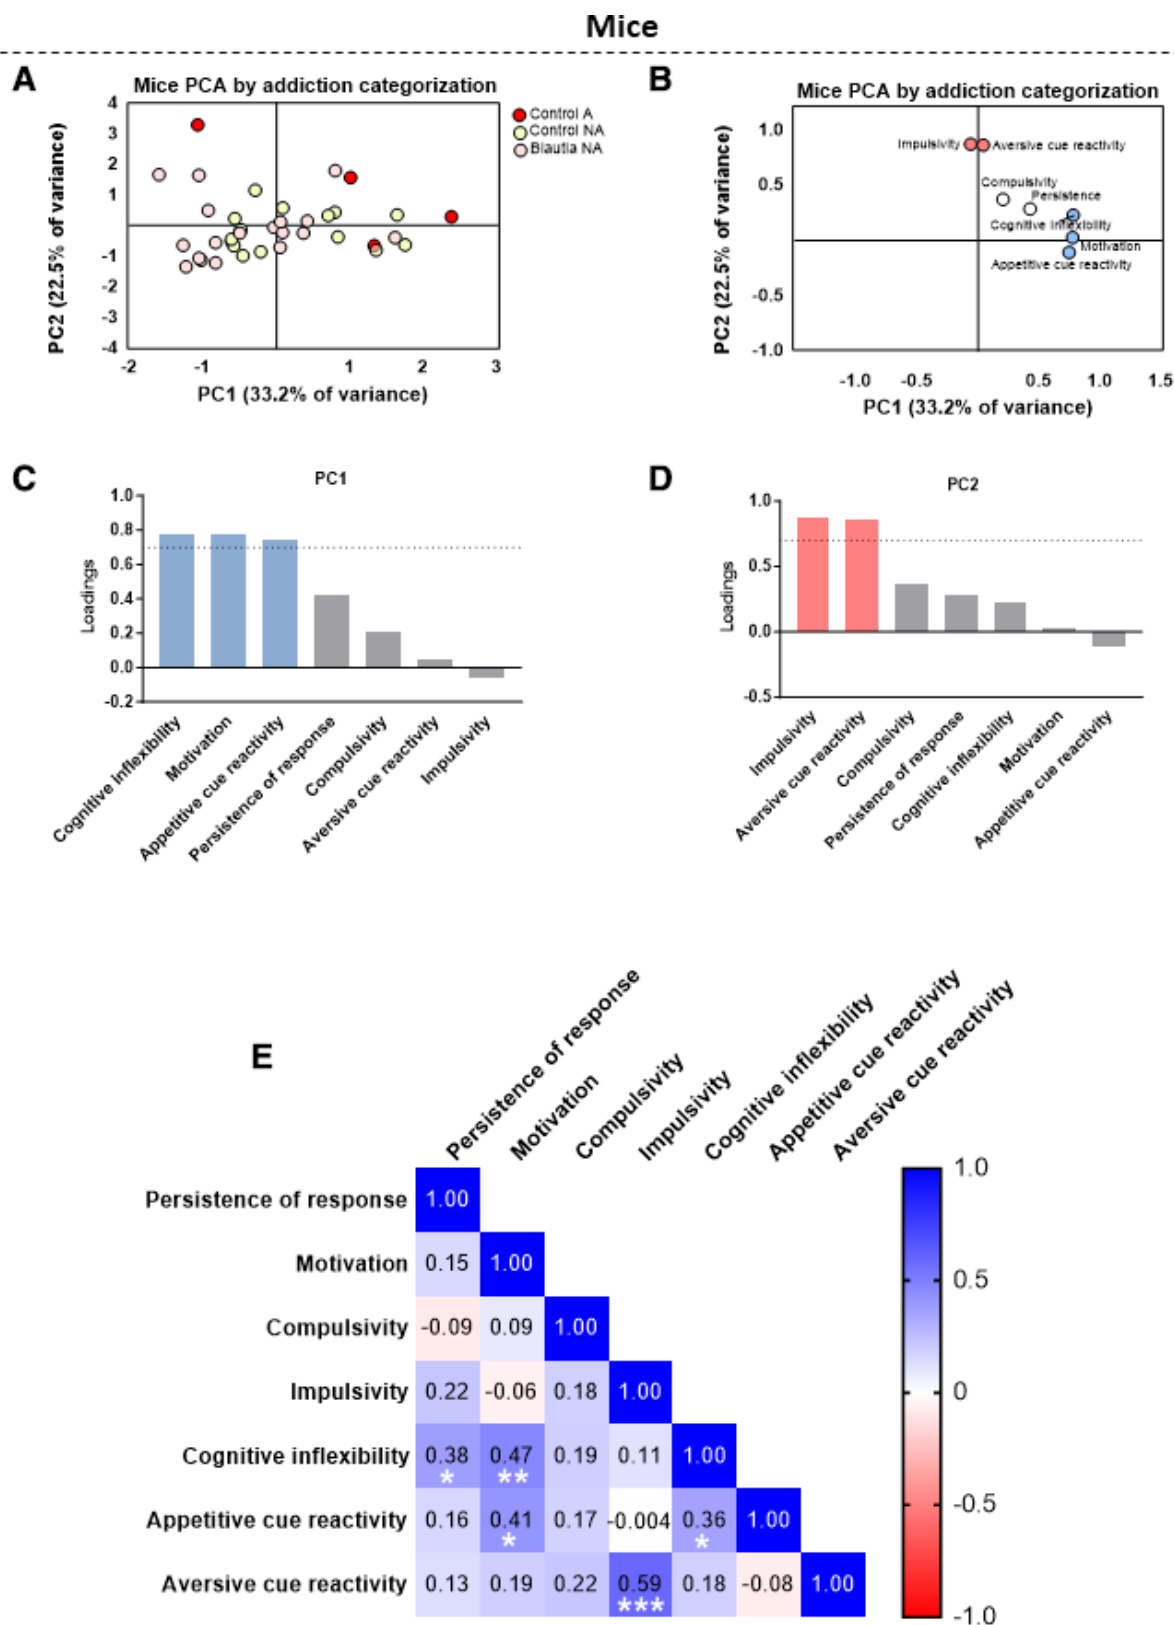 Mice
A
Mice PCA by addiction categorization
4
3
2
1
-1
-2
-3
-4
-2
-1
1
2
3
PC2 (22.5% of variance)
PC1 (33.2% of variance)
Control A
Control NA
Blautia NA
B
Mice PCA by addiction categorization
1.0
0.5
-0.5
-1.0
-1.0
-0.5
0.5
1.0
1.5
PC2 (22.5% of variance)
PC1 (33.2% of variance)
Impulsivity
Aversive cue reactivity
Compulsivity
Persistence
Cognitive Inflexibility
Motivation
Appetitive cue reactivity
C
PC1
1.0
0.8
0.6
0.4
0.2
0.0
-0.2
Loadings
Cognitive inflexibility
Motivation
Appetitive cue reactivity
Persistence of response
Compulsivity
Aversive cue reactivity
Impulsivity
D
PC2
1.0
0.5
0.0
-0.5
Loadings
Impulsivity
Aversive cue reactivity
Compulsivity
Persistence of response
Cognitive inflexibility
Motivation
Appetitive cue reactivity
E
Persistence of response
Motivation
Compulsivity
Impulsivity
Cognitive inflexibility
Appetitive cue reactivity
Aversive cue reactivity
Persistence of response 1.00
Motivation 0.15 1.00
Compulsivity -0.09 0.09 1.00
Impulsivity 0.22 -0.06 0.18 1.00
Cognitive inflexibility 0.38 0.47 0.19 0.11 1.00
* **
Appetitive cue reactivity 0.16 0.41 0.17 -0.004 0.36 1.00
* *
Aversive cue reactivity 0.13 0.19 0.22 0.59 0.18 -0.08 1.00
***
1.0
0.5
0
-0.5
-1.0